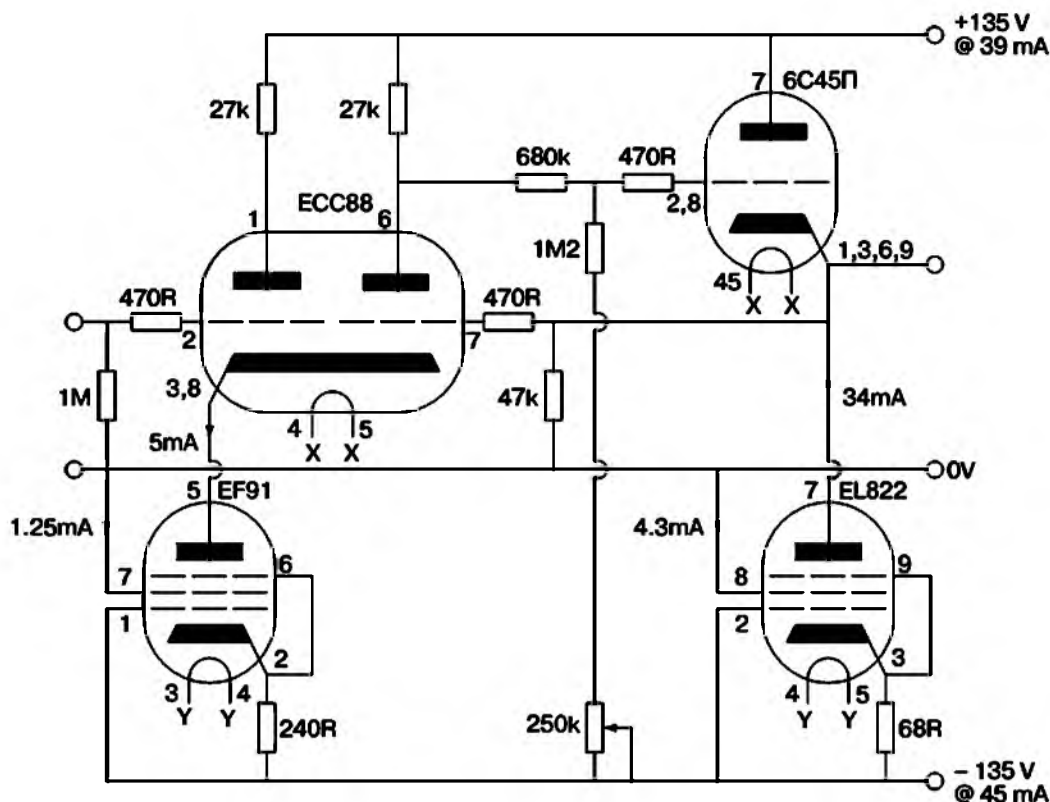 +135 V
@ 39 mA
7
6С45П
27k
27k
680k
470R
ECC88
2,8
1
6
1M2
1,3,6,9
45
X
X
470R
470R
2
7
3,8
1M
47k
34mA
4
5
5mA
X
X
0V
5
EF91
7
EL822
1.25mA
4.3mA
6
9
7
8
1
2
2
3
3
4
4
5
Y
Y
240R
250k
Y
Y
68R
– 135 V
@ 45 mA